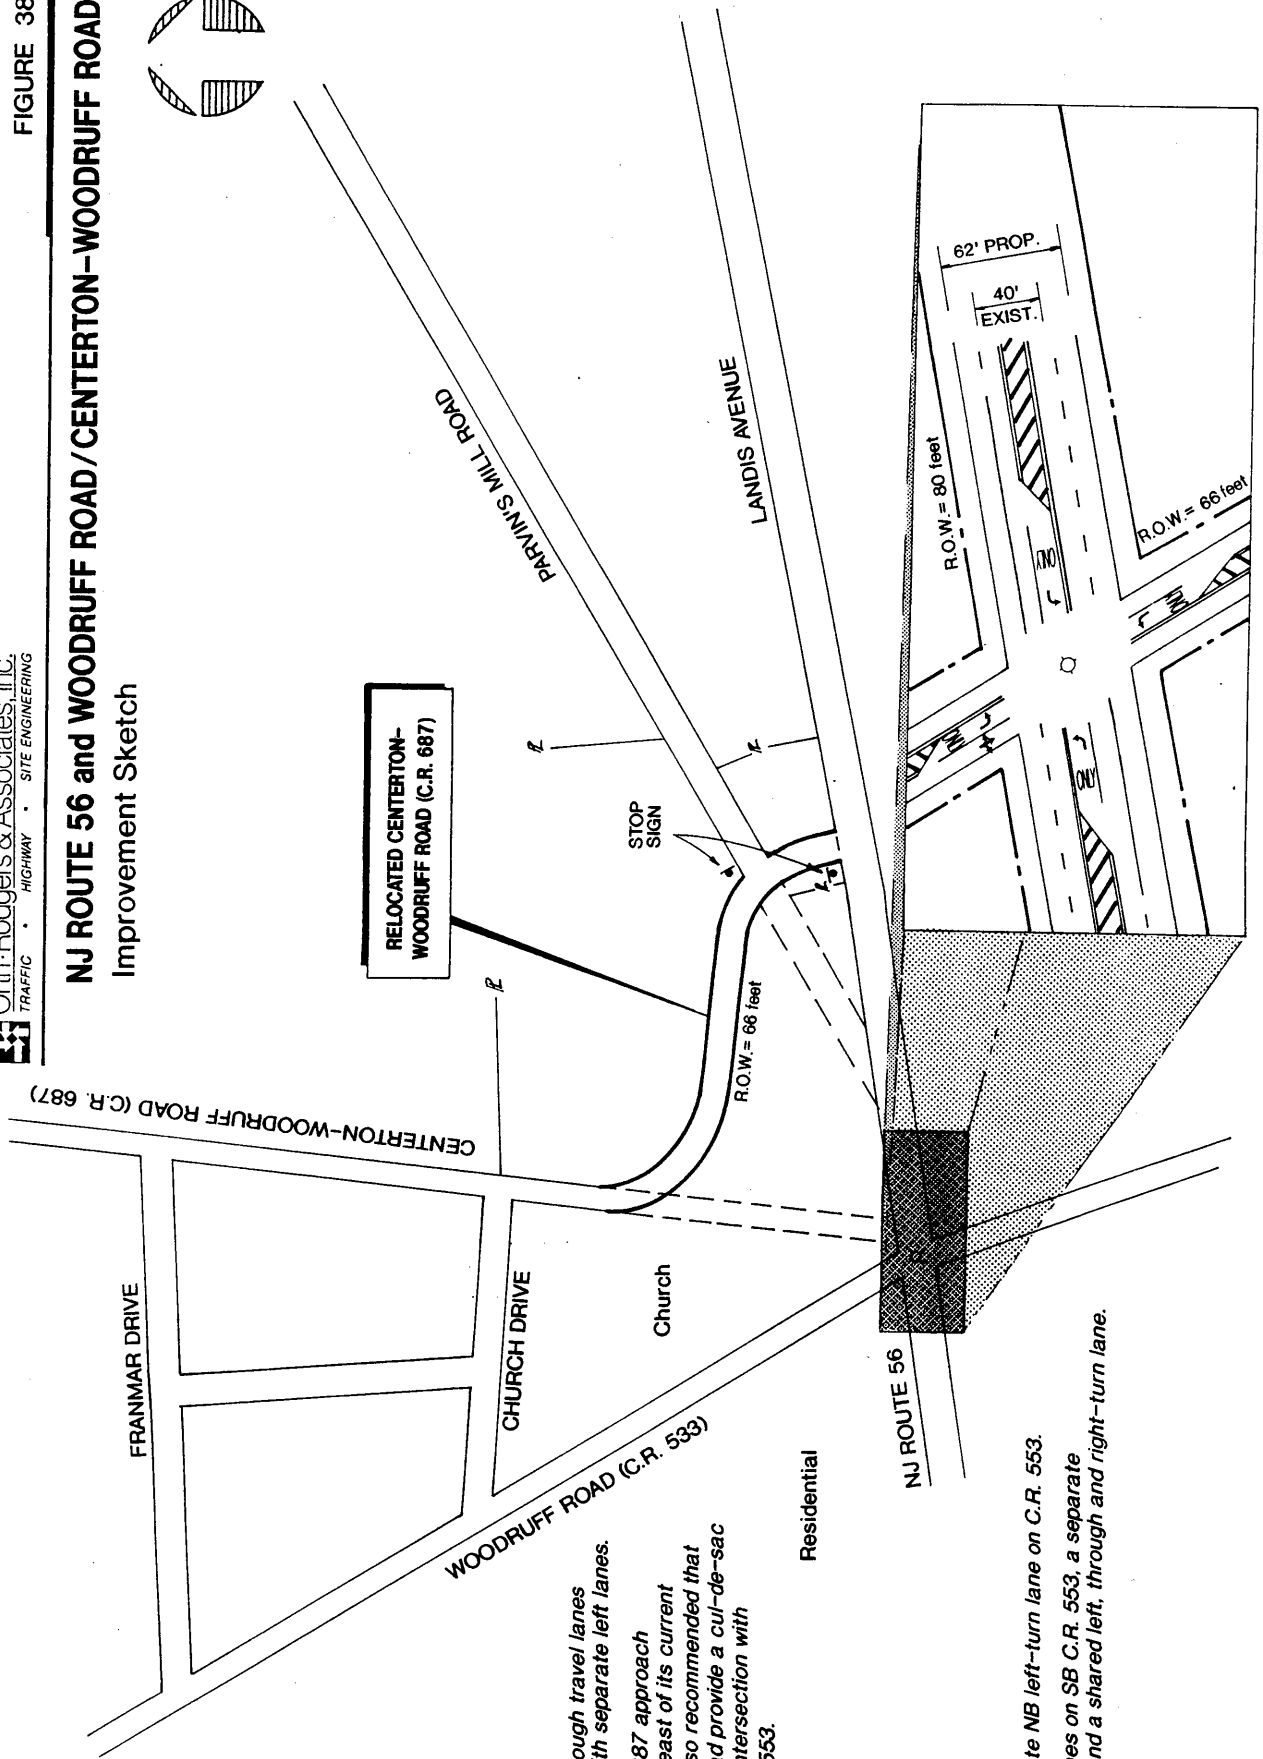 FIGURE 38
Orth-Rodgers & Associates, Inc.
TRAFFIC · HIGHWAY · SITE ENGINEERING
NJ ROUTE 56 and WOODRUFF ROAD/CENTERTON-WOODRUFF ROAD
Improvement Sketch
CENTERTON-WOODRUFF ROAD (C.R. 687)
FRANMAR DRIVE
CHURCH DRIVE
Church
WOODRUFF ROAD (C.R. 533)
Residential
NJ ROUTE 56
RELOCATED CENTERTON-
WOODRUFF ROAD (C.R. 687)
R.O.W.= 66 feet
STOP
SIGN
PARVIN'S MILL ROAD
LANDIS AVENUE
62' PROP.
40'
EXIST.
R.O.W.= 80 feet
R.O.W.= 66 feet
ONLY
ONLY
ONLY
ONLY
ough travel lanes
th separate left lanes.
87 approach
east of its current
so recommended that
nd provide a cul-de-sac
tersection with
553.
te NB left-turn lane on C.R. 553.
es on SB C.R. 553, a separate
nd a shared left, through and right-turn lane.